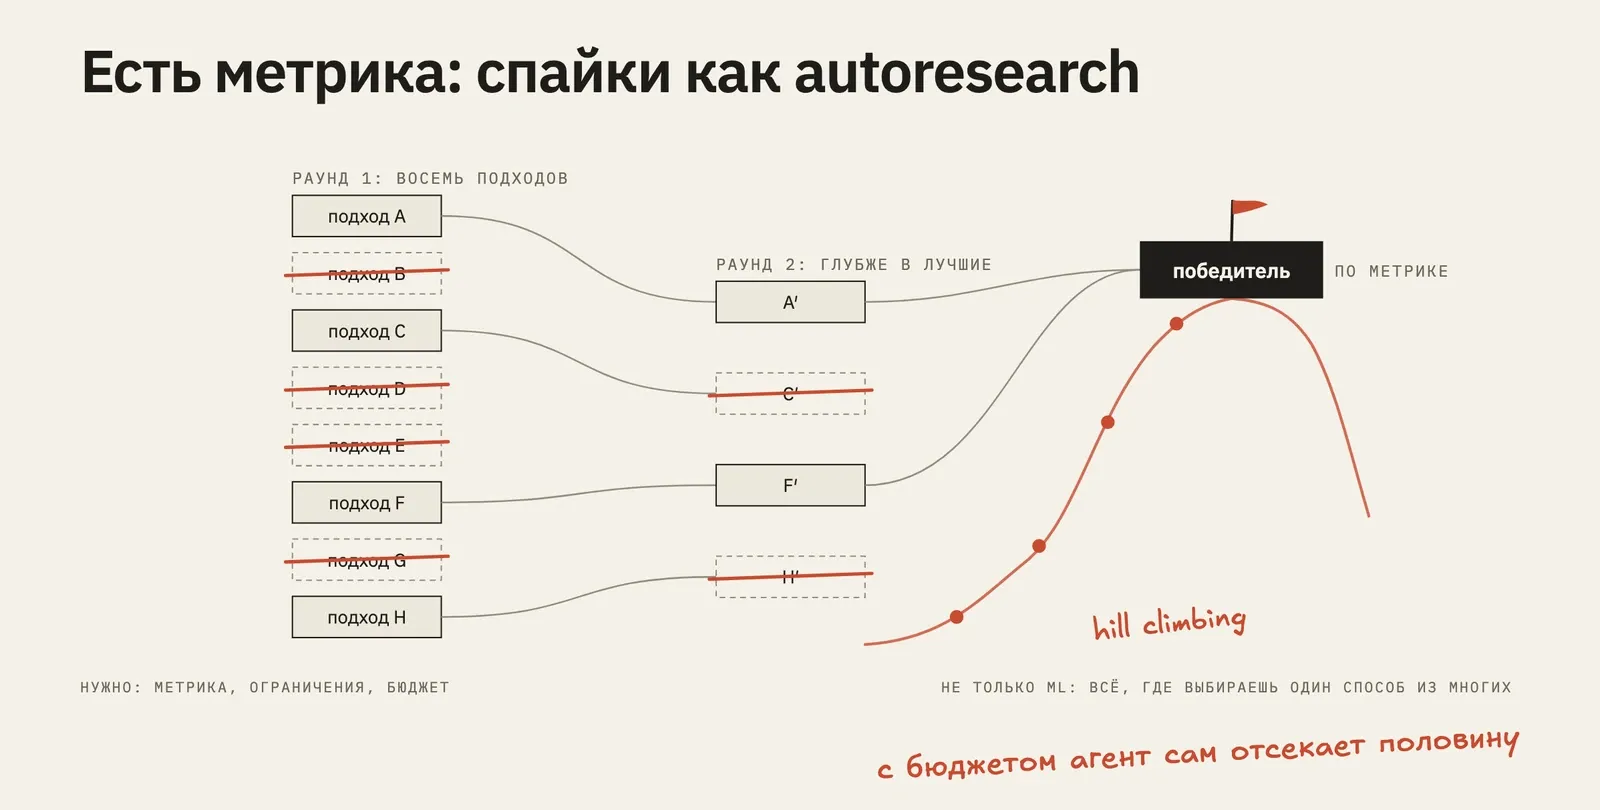 Есть метрика: спайки как autoresearch
РАУНД 1: ВОСЕМЬ ПОДХОДОВ
подход A
подход B
подход C
подход D
подход E
подход F
подход G
подход H
РАУНД 2: ГЛУБЖЕ В ЛУЧШИЕ
A′
C′
F′
H′
победитель
ПО МЕТРИКЕ
hill climbing
НУЖНО: МЕТРИКА, ОГРАНИЧЕНИЯ, БЮДЖЕТ
НЕ ТОЛЬКО ML: ВСЁ, ГДЕ ВЫБИРАЕШЬ ОДИН СПОСОБ ИЗ МНОГИХ
с бюджетом агент сам отсекает половину